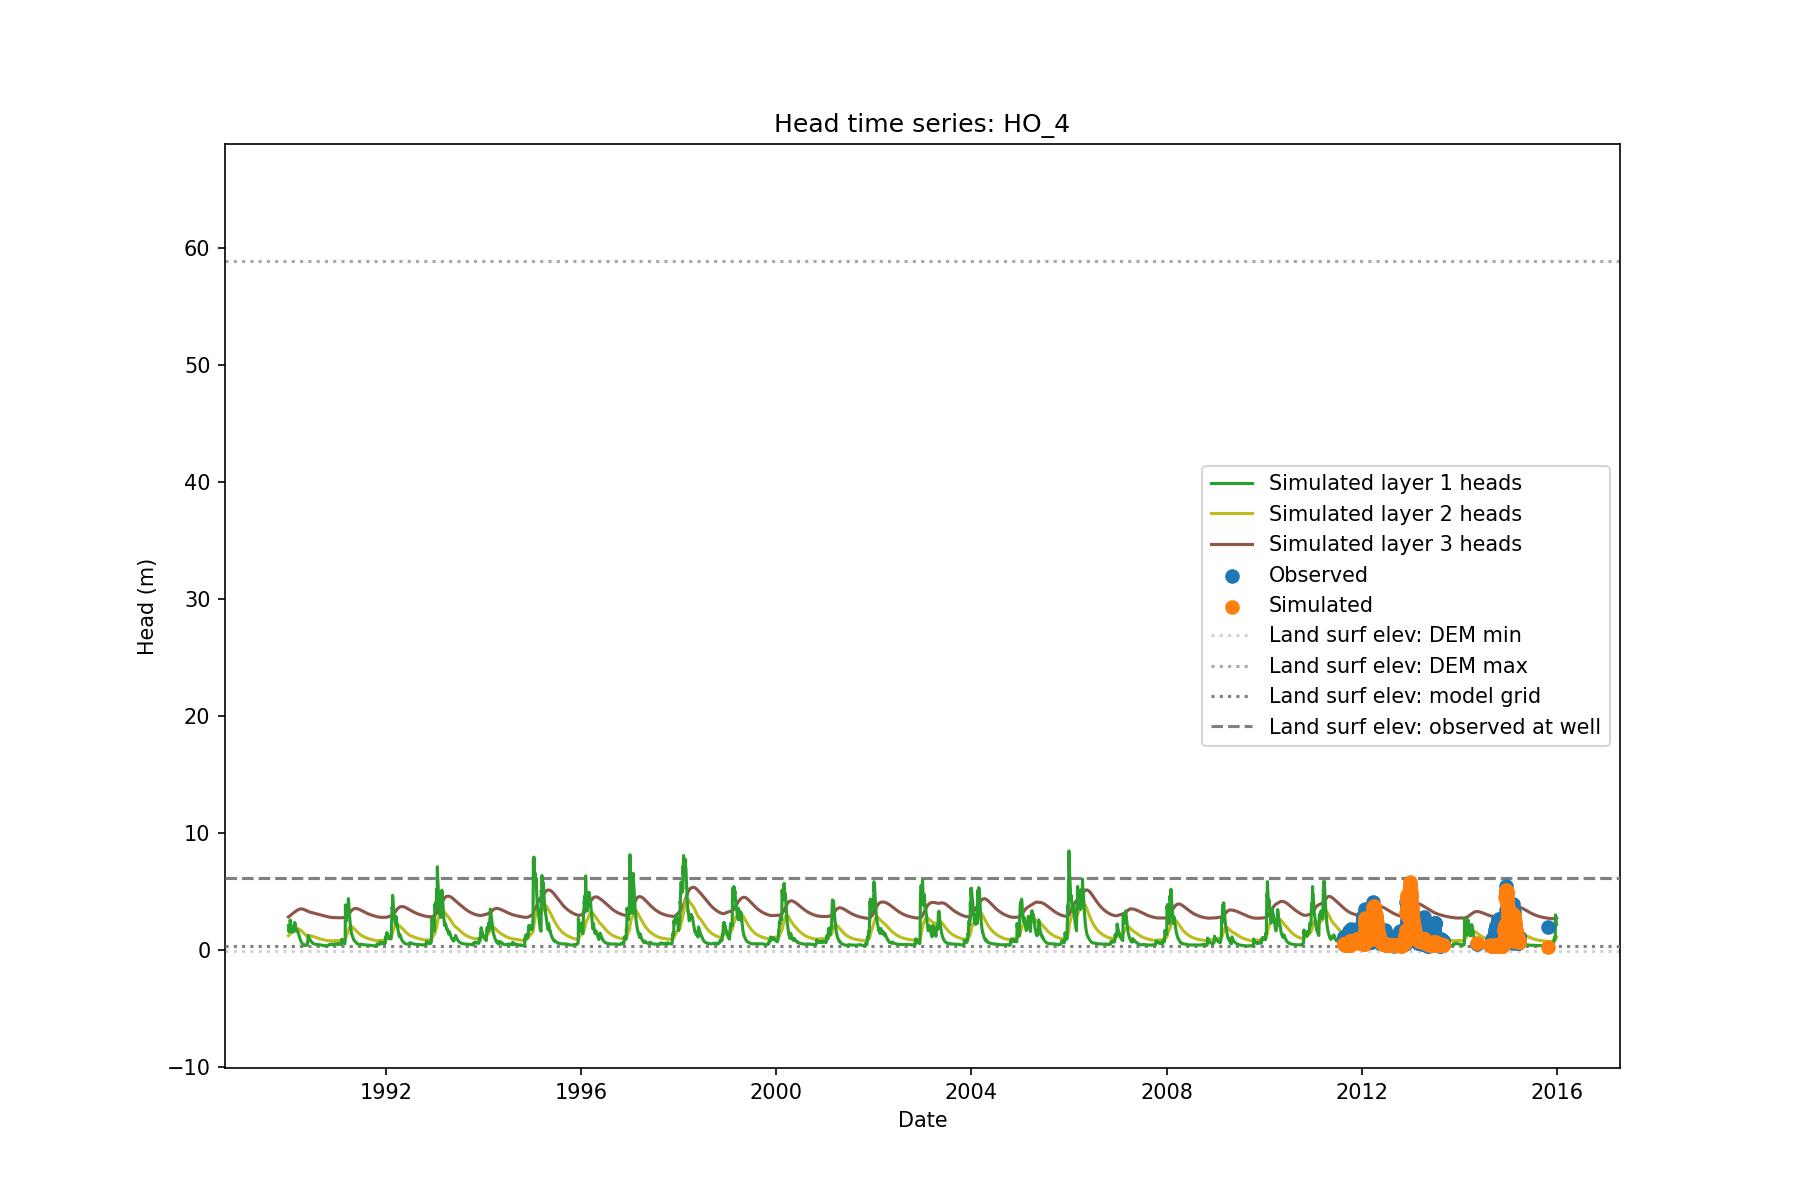 Head time series: HO_4
60
50
40
30
20
10
0
−10
Head (m)
Simulated layer 1 heads
Simulated layer 2 heads
Simulated layer 3 heads
Observed
Simulated
Land surf elev: DEM min
Land surf elev: DEM max
Land surf elev: model grid
Land surf elev: observed at well
1992 1996 2000 2004 2008 2012 2016
Date